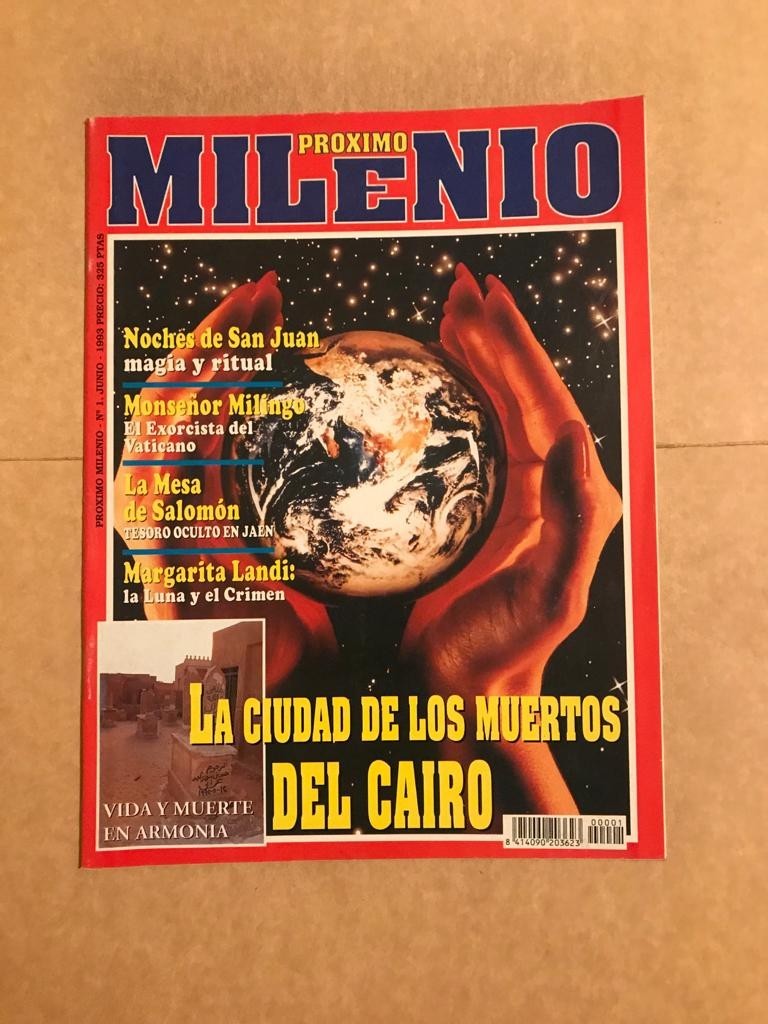 PROXIMO
MILENIO
PROXIMO MILENIO - Nº 1. JUNIO - 1993 PRECIO: 325 PTAS
Noches de San Juan
magia y ritual
Monseñor Milingo
El Exorcista del
Vaticano
La Mesa
de Salomón
TESORO OCULTO EN JAEN
Margarita Landi:
la Luna y el Crimen
LA CIUDAD DE LOS MUERTOS
DEL CAIRO
VIDA Y MUERTE
EN ARMONIA
00001
8 414090 203623